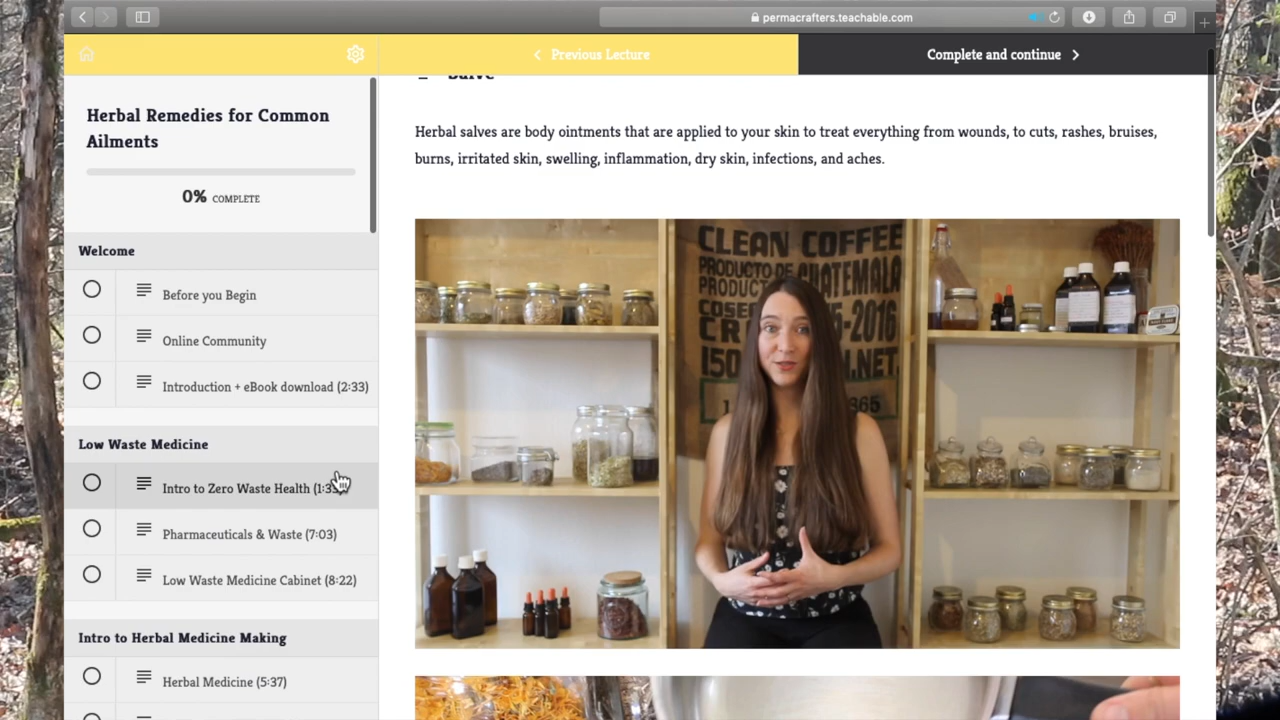 permacrafters.teachable.com
Previous Lecture
Complete and continue
Salve
Herbal Remedies for Common
Ailments
0% COMPLETE
Welcome
Before you Begin
Online Community
Introduction + eBook download (2:33)
Low Waste Medicine
Intro to Zero Waste Health
Pharmaceuticals & Waste (7:03)
Low Waste Medicine Cabinet (8:22)
Intro to Herbal Medicine Making
Herbal Medicine (5:37)
Herbal salves are body ointments that are applied to your skin to treat everything from wounds, to cuts, rashes, bruises,
burns, irritated skin, swelling, inflammation, dry skin, infections, and aches.
CLEAN COFFEE
PRODUCTO DE GUATEMALA